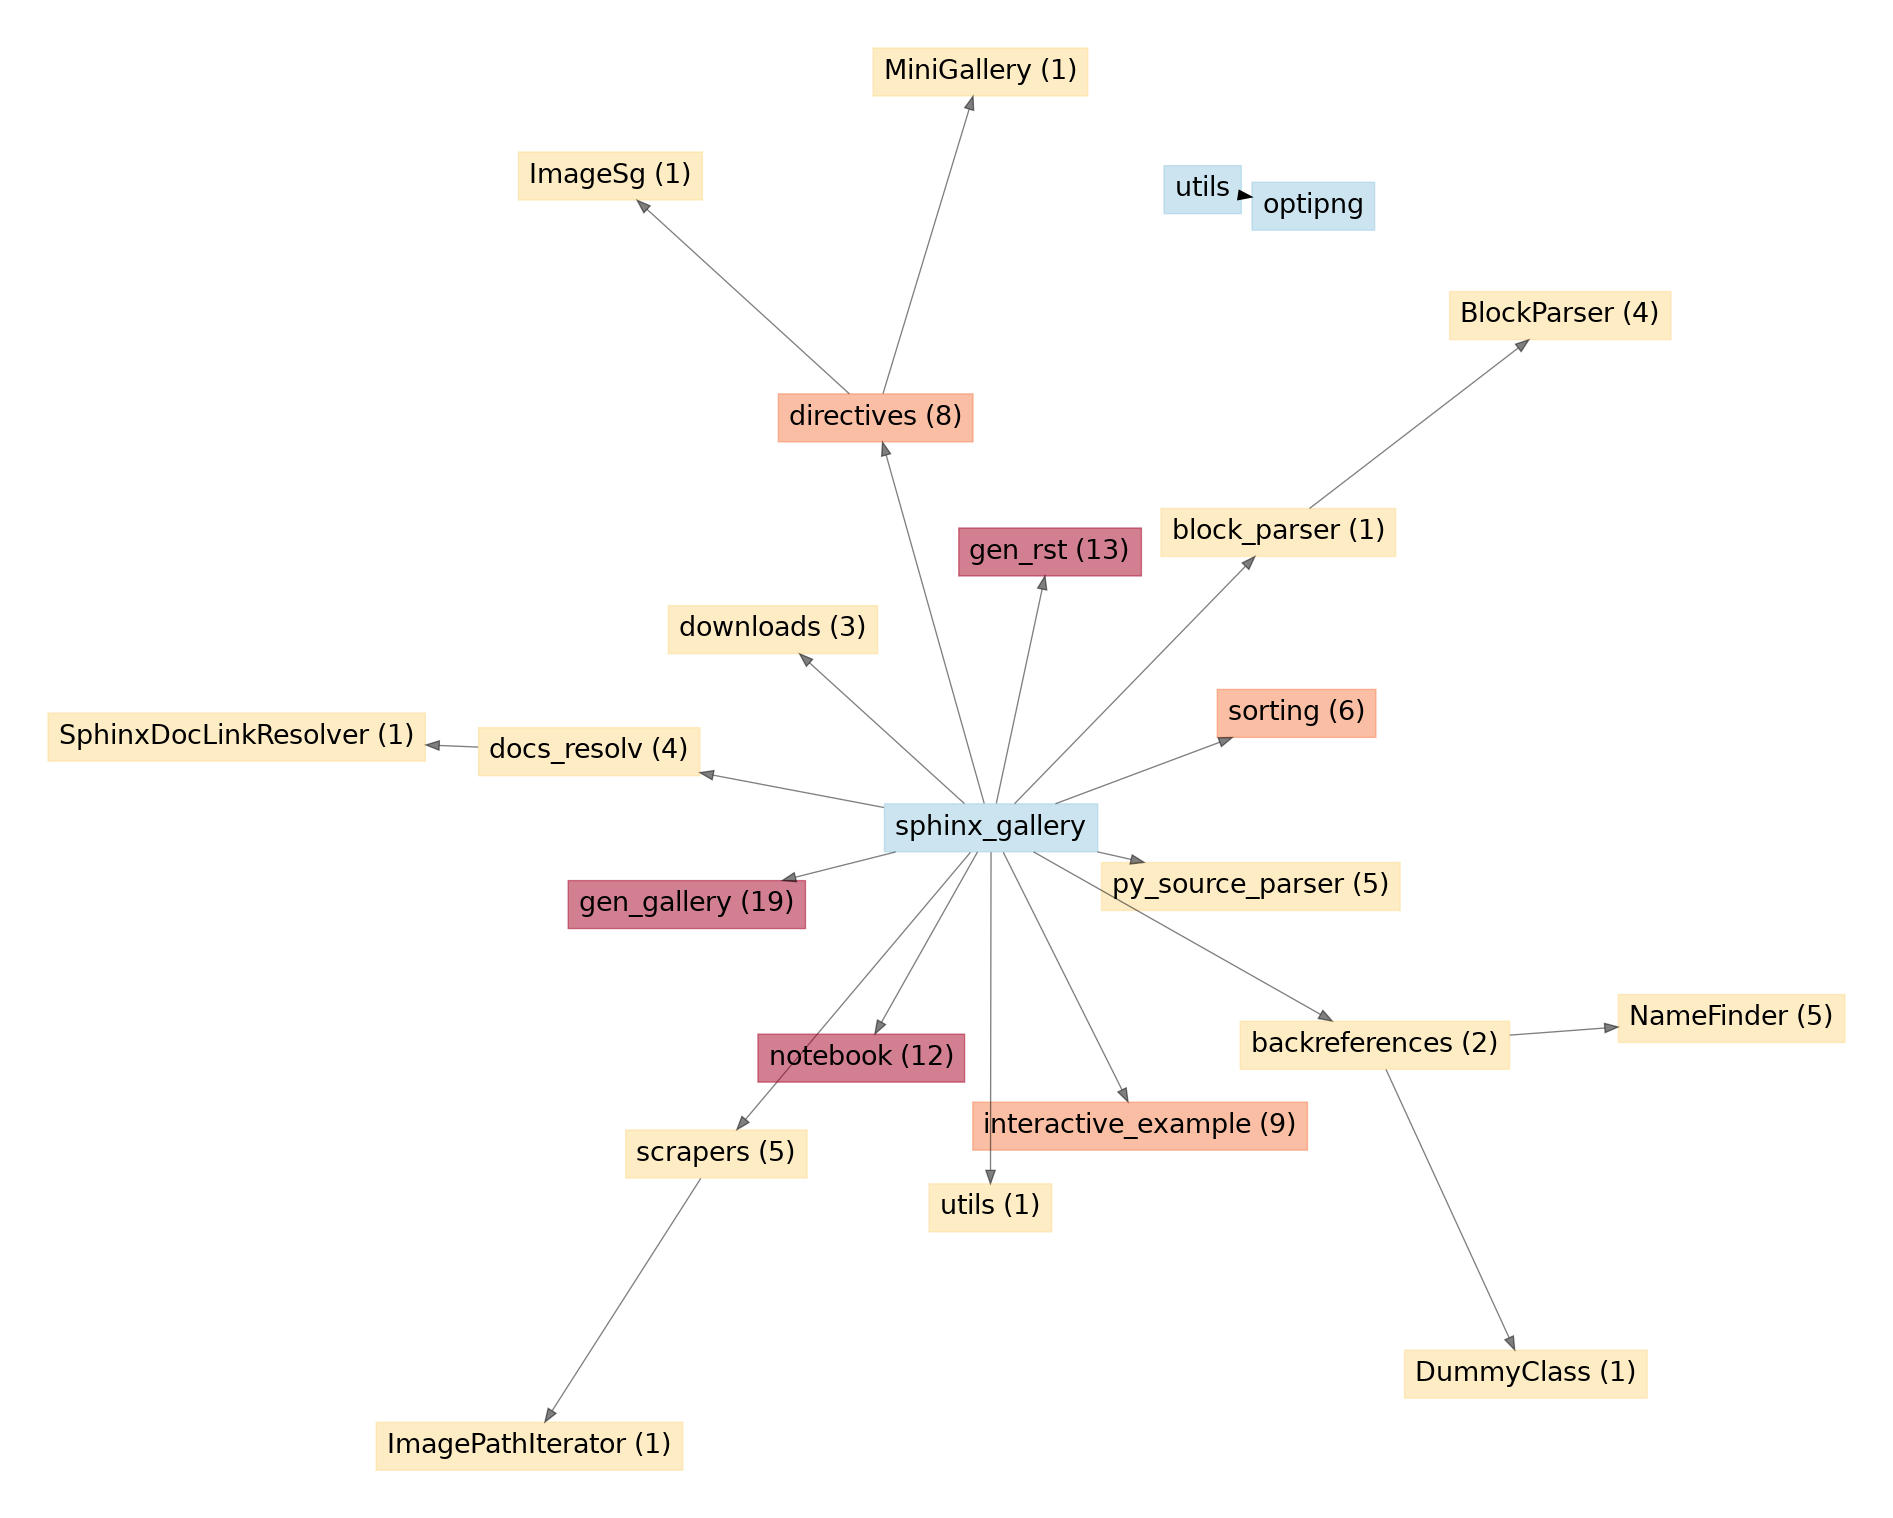 MiniGallery (1)
ImageSg (1)
utils
optipng
BlockParser (4)
directives (8)
block_parser (1)
gen_rst (13)
downloads (3)
sorting (6)
SphinxDocLinkResolver (1)
docs_resolv (4)
sphinx_gallery
py_source_parser (5)
gen_gallery (19)
NameFinder (5)
backreferences (2)
notebook (12)
interactive_example (9)
scrapers (5)
utils (1)
DummyClass (1)
ImagePathIterator (1)